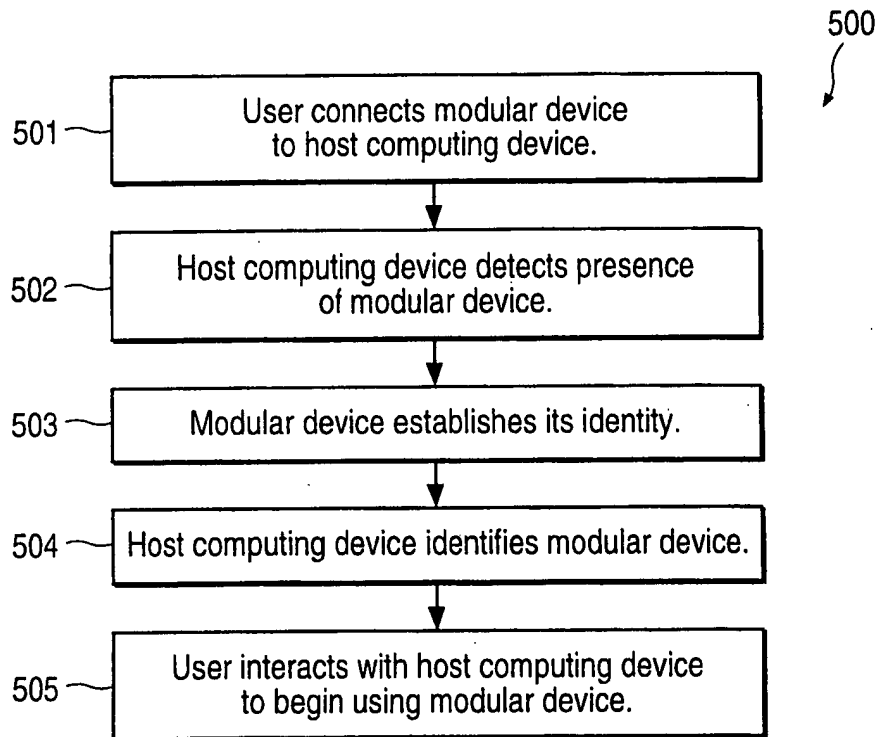 500
501
User connects modular device
to host computing device.
502
Host computing device detects presence
of modular device.
503
Modular device establishes its identity.
504
Host computing device identifies modular device.
505
User interacts with host computing device
to begin using modular device.